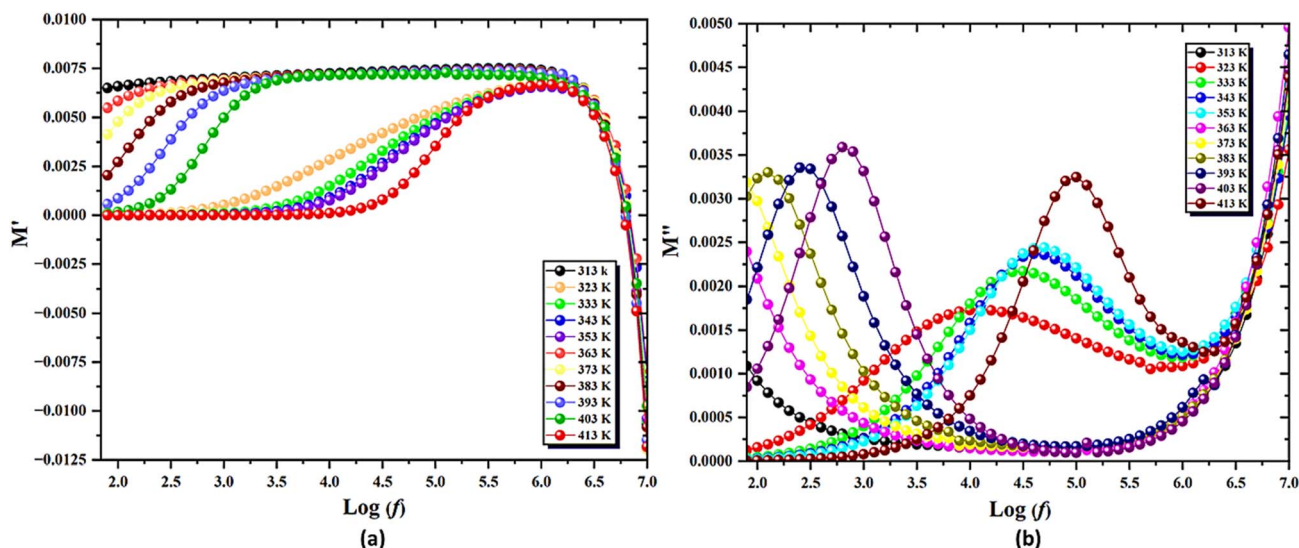 0.0100
0.0075
0.0050
0.0025
0.0000
−0.0025
−0.0050
−0.0075
−0.0100
−0.0125
M'
2.0 2.5 3.0 3.5 4.0 4.5 5.0 5.5 6.0 6.5 7.0
Log (f)
(a)
313 k
323 K
333 K
343 K
353 K
363 K
373 K
383 K
393 K
403 K
413 K
0.0050
0.0045
0.0040
0.0035
0.0030
0.0025
0.0020
0.0015
0.0010
0.0005
0.0000
M"
2.0 2.5 3.0 3.5 4.0 4.5 5.0 5.5 6.0 6.5 7.0
Log (f)
(b)
313 K
323 K
333 K
343 K
353 K
363 K
373 K
383 K
393 K
403 K
413 K